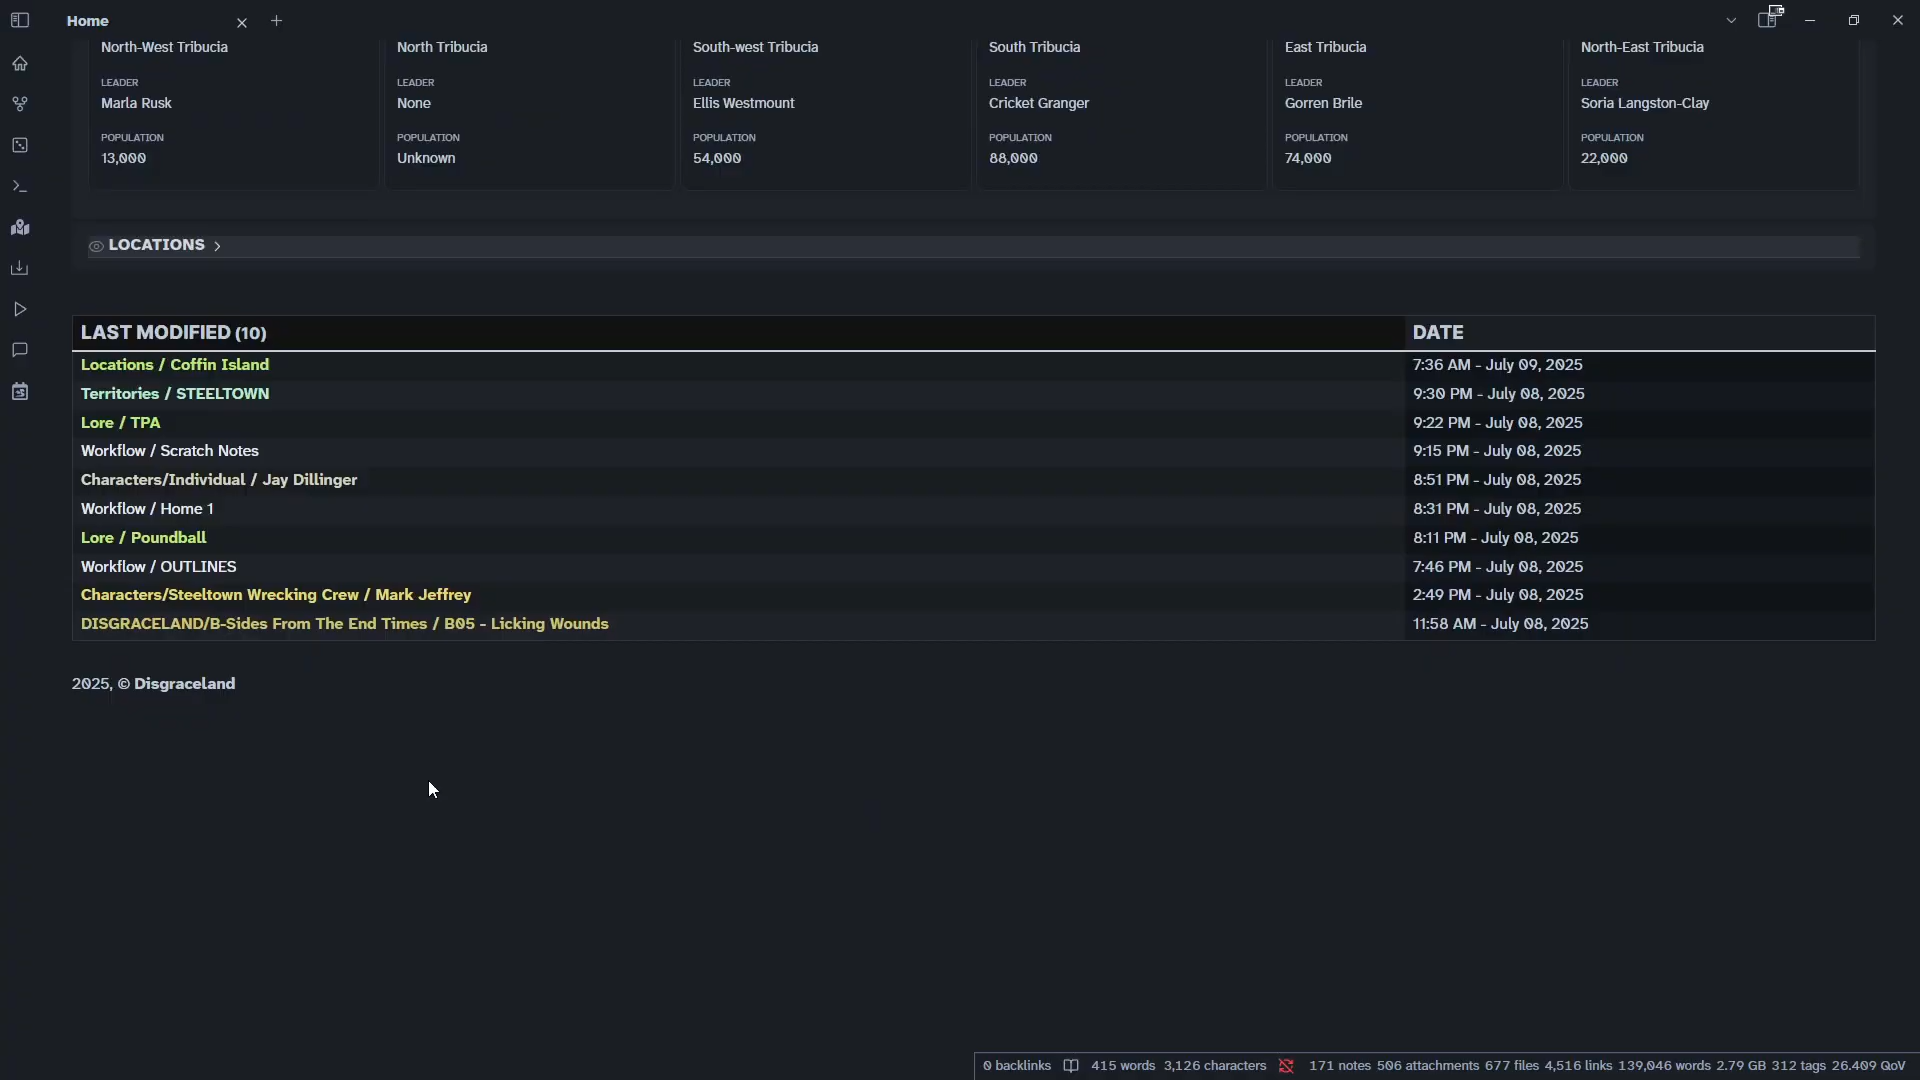 Home
North-West Tribucia
North Tribucia
South-west Tribucia
South Tribucia
East Tribucia
North-East Tribucia
LEADER
LEADER
LEADER
LEADER
LEADER
LEADER
Marla Rusk
None
Ellis Westmount
Cricket Granger
Gorren Brile
Soria Langston-Clay
POPULATION
POPULATION
POPULATION
POPULATION
POPULATION
POPULATION
13,000
Unknown
54,000
88,000
74,000
22,000
LOCATIONS
LAST MODIFIED (10) DATE
Locations / Coffin Island 7:36 AM - July 09, 2025
Territories / STEELTOWN 9:30 PM - July 08, 2025
Lore / TPA 9:22 PM - July 08, 2025
Workflow / Scratch Notes 9:15 PM - July 08, 2025
Characters/Individual / Jay Dillinger 8:51 PM - July 08, 2025
Workflow / Home 1 8:31 PM - July 08, 2025
Lore / Poundball 8:11 PM - July 08, 2025
Workflow / OUTLINES 7:46 PM - July 08, 2025
Characters/Steeltown Wrecking Crew / Mark Jeffrey 2:49 PM - July 08, 2025
DISGRACELAND/B-Sides From The End Times / B05 - Licking Wounds 11:58 AM - July 08, 2025
2025, © Disgraceland
0 backlinks 415 words 3,126 characters 171 notes 506 attachments 677 files 4,516 links 139,046 words 2.79 GB 312 tags 26.409 QoV